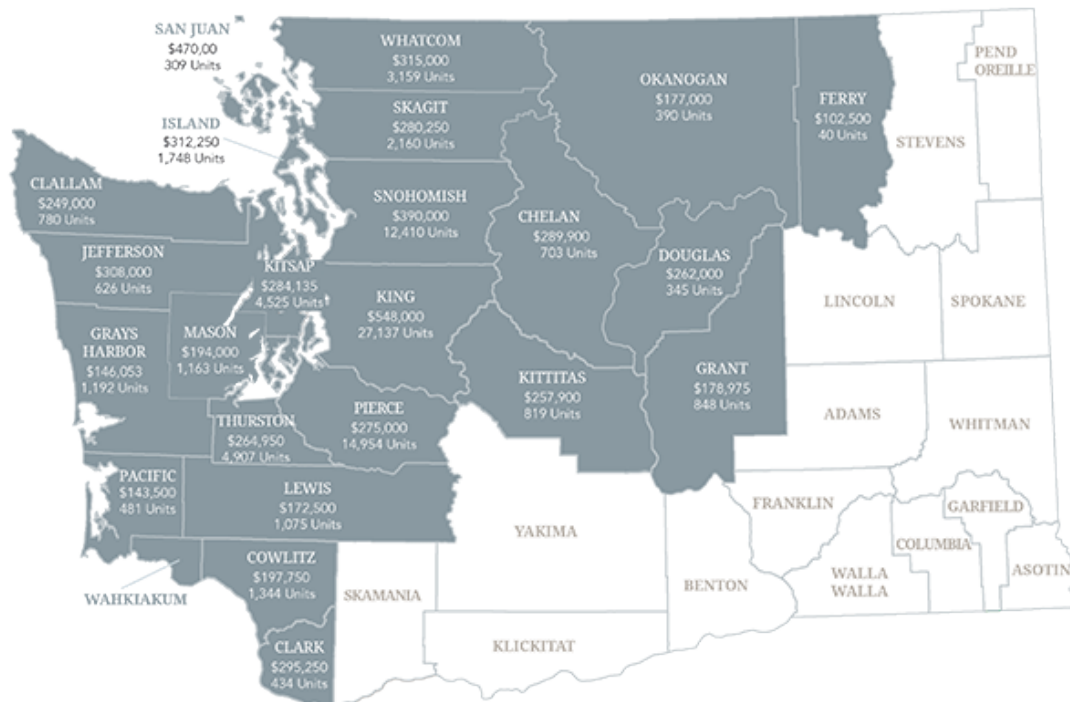 SAN JUAN
$470,00
309 Units
WHATCOM
$315,000
3,159 Units
OKANOGAN
$177,000
390 Units
FERRY
$102,500
40 Units
STEVENS
PEND
OREILLE
SKAGIT
$280,250
2,160 Units
ISLAND
$312,250
1,748 Units
CLALLAM
$249,000
780 Units
SNOHOMISH
$390,000
12,410 Units
CHELAN
$289,900
703 Units
DOUGLAS
$262,000
345 Units
JEFFERSON
$308,000
626 Units
KITSAP
$284,135
4,525 Units
KING
$548,000
27,137 Units
LINCOLN
SPOKANE
GRAYS
HARBOR
$146,053
1,192 Units
MASON
$194,000
1,163 Units
KITTITAS
$257,900
819 Units
GRANT
$178,975
848 Units
THURSTON
$264,950
4,907 Units
PIERCE
$275,000
14,954 Units
ADAMS
WHITMAN
PACIFIC
$143,500
481 Units
LEWIS
$172,500
1,075 Units
YAKIMA
FRANKLIN
GARFIELD
COLUMBIA
WALLA
WALLA
ASOTIN
BENTON
WAHKIAKUM
COWLITZ
$197,750
1,344 Units
SKAMANIA
KLICKITAT
CLARK
$295,250
434 Units